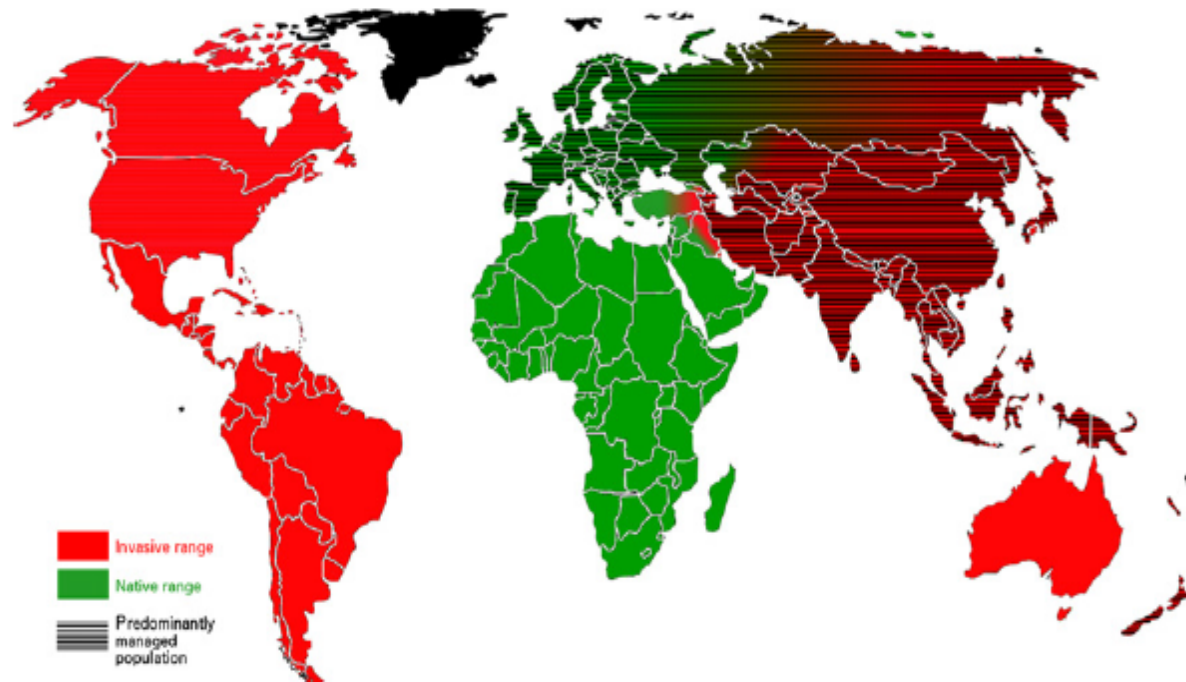 Invasive range
Native range
Predominantly
managed
population